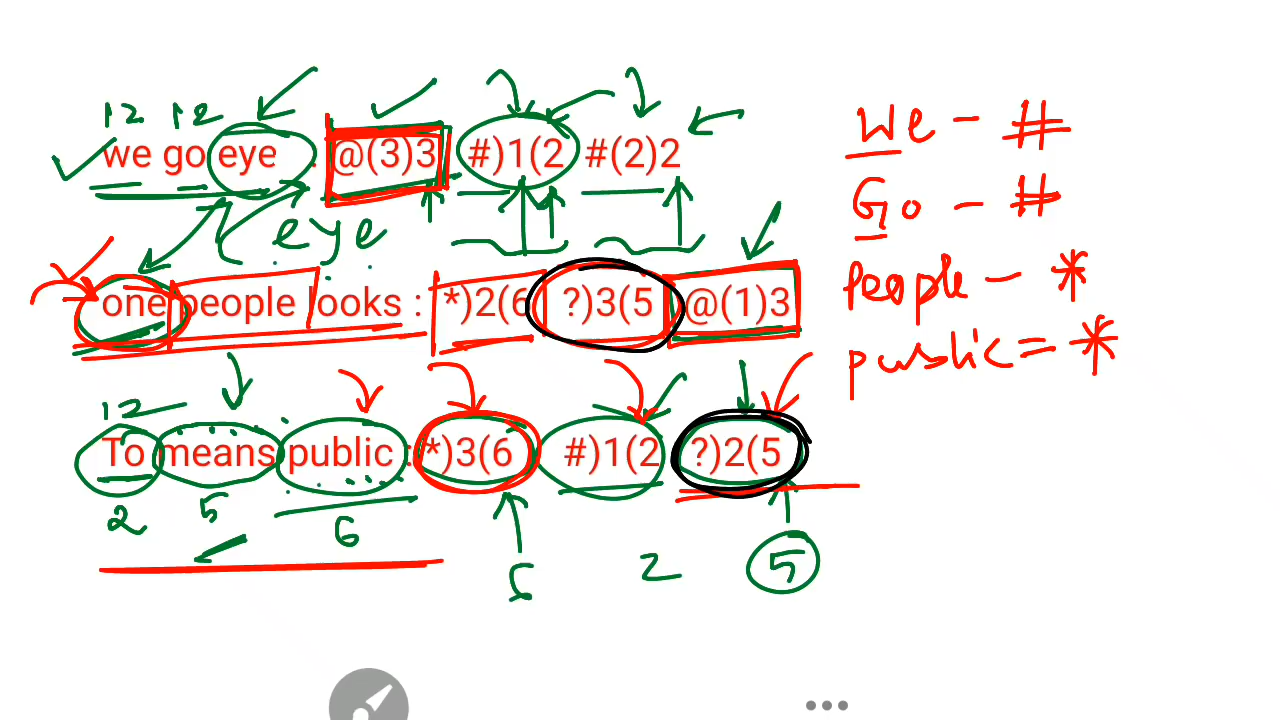 12 12
we go eye : @(3)3 #)1(2 #(2)2
eye
one people looks : *)2(6 ?)3(5 @(1)3
12
To means public : *)3(6 #)1(2 ?)2(5
2 5 6
2 5
We - #
Go - #
people - *
public = *